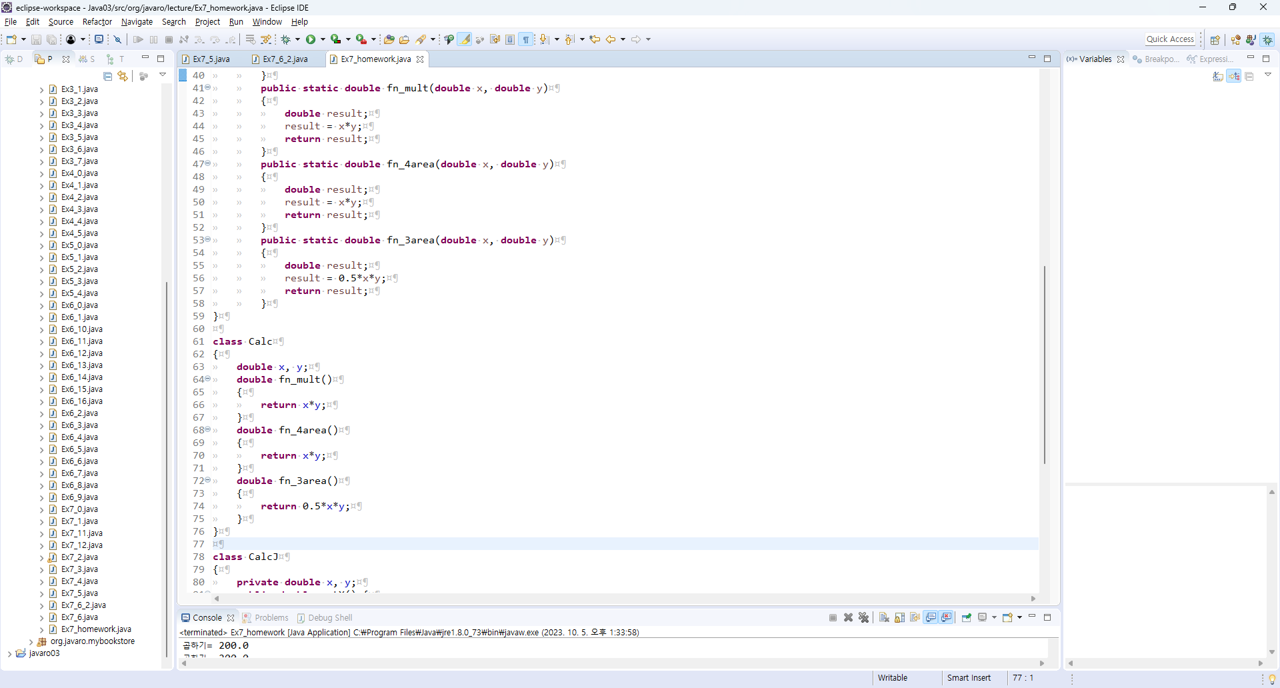 eclipse-workspace - Java03/src/org/javaro/lecture/Ex7_homework.java - Eclipse IDE
File Edit Source Refactor Navigate Search Project Run Window Help
Quick Access
D P S T
Ex7_5.java Ex7_6_2.java Ex7_homework.java
(x)= Variables Breakpo... Expressi...
Ex3_1.java
Ex3_2.java
Ex3_3.java
Ex3_4.java
Ex3_5.java
Ex3_6.java
Ex3_7.java
Ex4_0.java
Ex4_1.java
Ex4_2.java
Ex4_3.java
Ex4_4.java
Ex4_5.java
Ex5_0.java
Ex5_1.java
Ex5_2.java
Ex5_3.java
Ex5_4.java
Ex6_0.java
Ex6_1.java
Ex6_10.java
Ex6_11.java
Ex6_12.java
Ex6_13.java
Ex6_14.java
Ex6_15.java
Ex6_16.java
Ex6_2.java
Ex6_3.java
Ex6_4.java
Ex6_5.java
Ex6_6.java
Ex6_7.java
Ex6_8.java
Ex6_9.java
Ex7_0.java
Ex7_1.java
Ex7_11.java
Ex7_12.java
Ex7_2.java
Ex7_3.java
Ex7_4.java
Ex7_5.java
Ex7_6_2.java
Ex7_6.java
Ex7_homework.java
org.javaro.mybookstore
javaro03
40 }
41 public static double fn_mult(double x, double y)
42 {
43 double result;
44 result = x*y;
45 return result;
46 }
47 public static double fn_4area(double x, double y)
48 {
49 double result;
50 result = x*y;
51 return result;
52 }
53 public static double fn_3area(double x, double y)
54 {
55 double result;
56 result = 0.5*x*y;
57 return result;
58 }
59 }
60
61 class Calc
62 {
63 double x, y;
64 double fn_mult()
65 {
66 return x*y;
67 }
68 double fn_4area()
69 {
70 return x*y;
71 }
72 double fn_3area()
73 {
74 return 0.5*x*y;
75 }
76 }
77
78 class CalcJ
79 {
80 private double x, y;
Console Problems Debug Shell
<terminated> Ex7_homework [Java Application] C:₩Program Files₩Java₩jre1.8.0_73₩bin₩javaw.exe (2023. 10. 5. 오후 1:33:58)
곱하기= 200.0
Writable Smart Insert 77 : 1